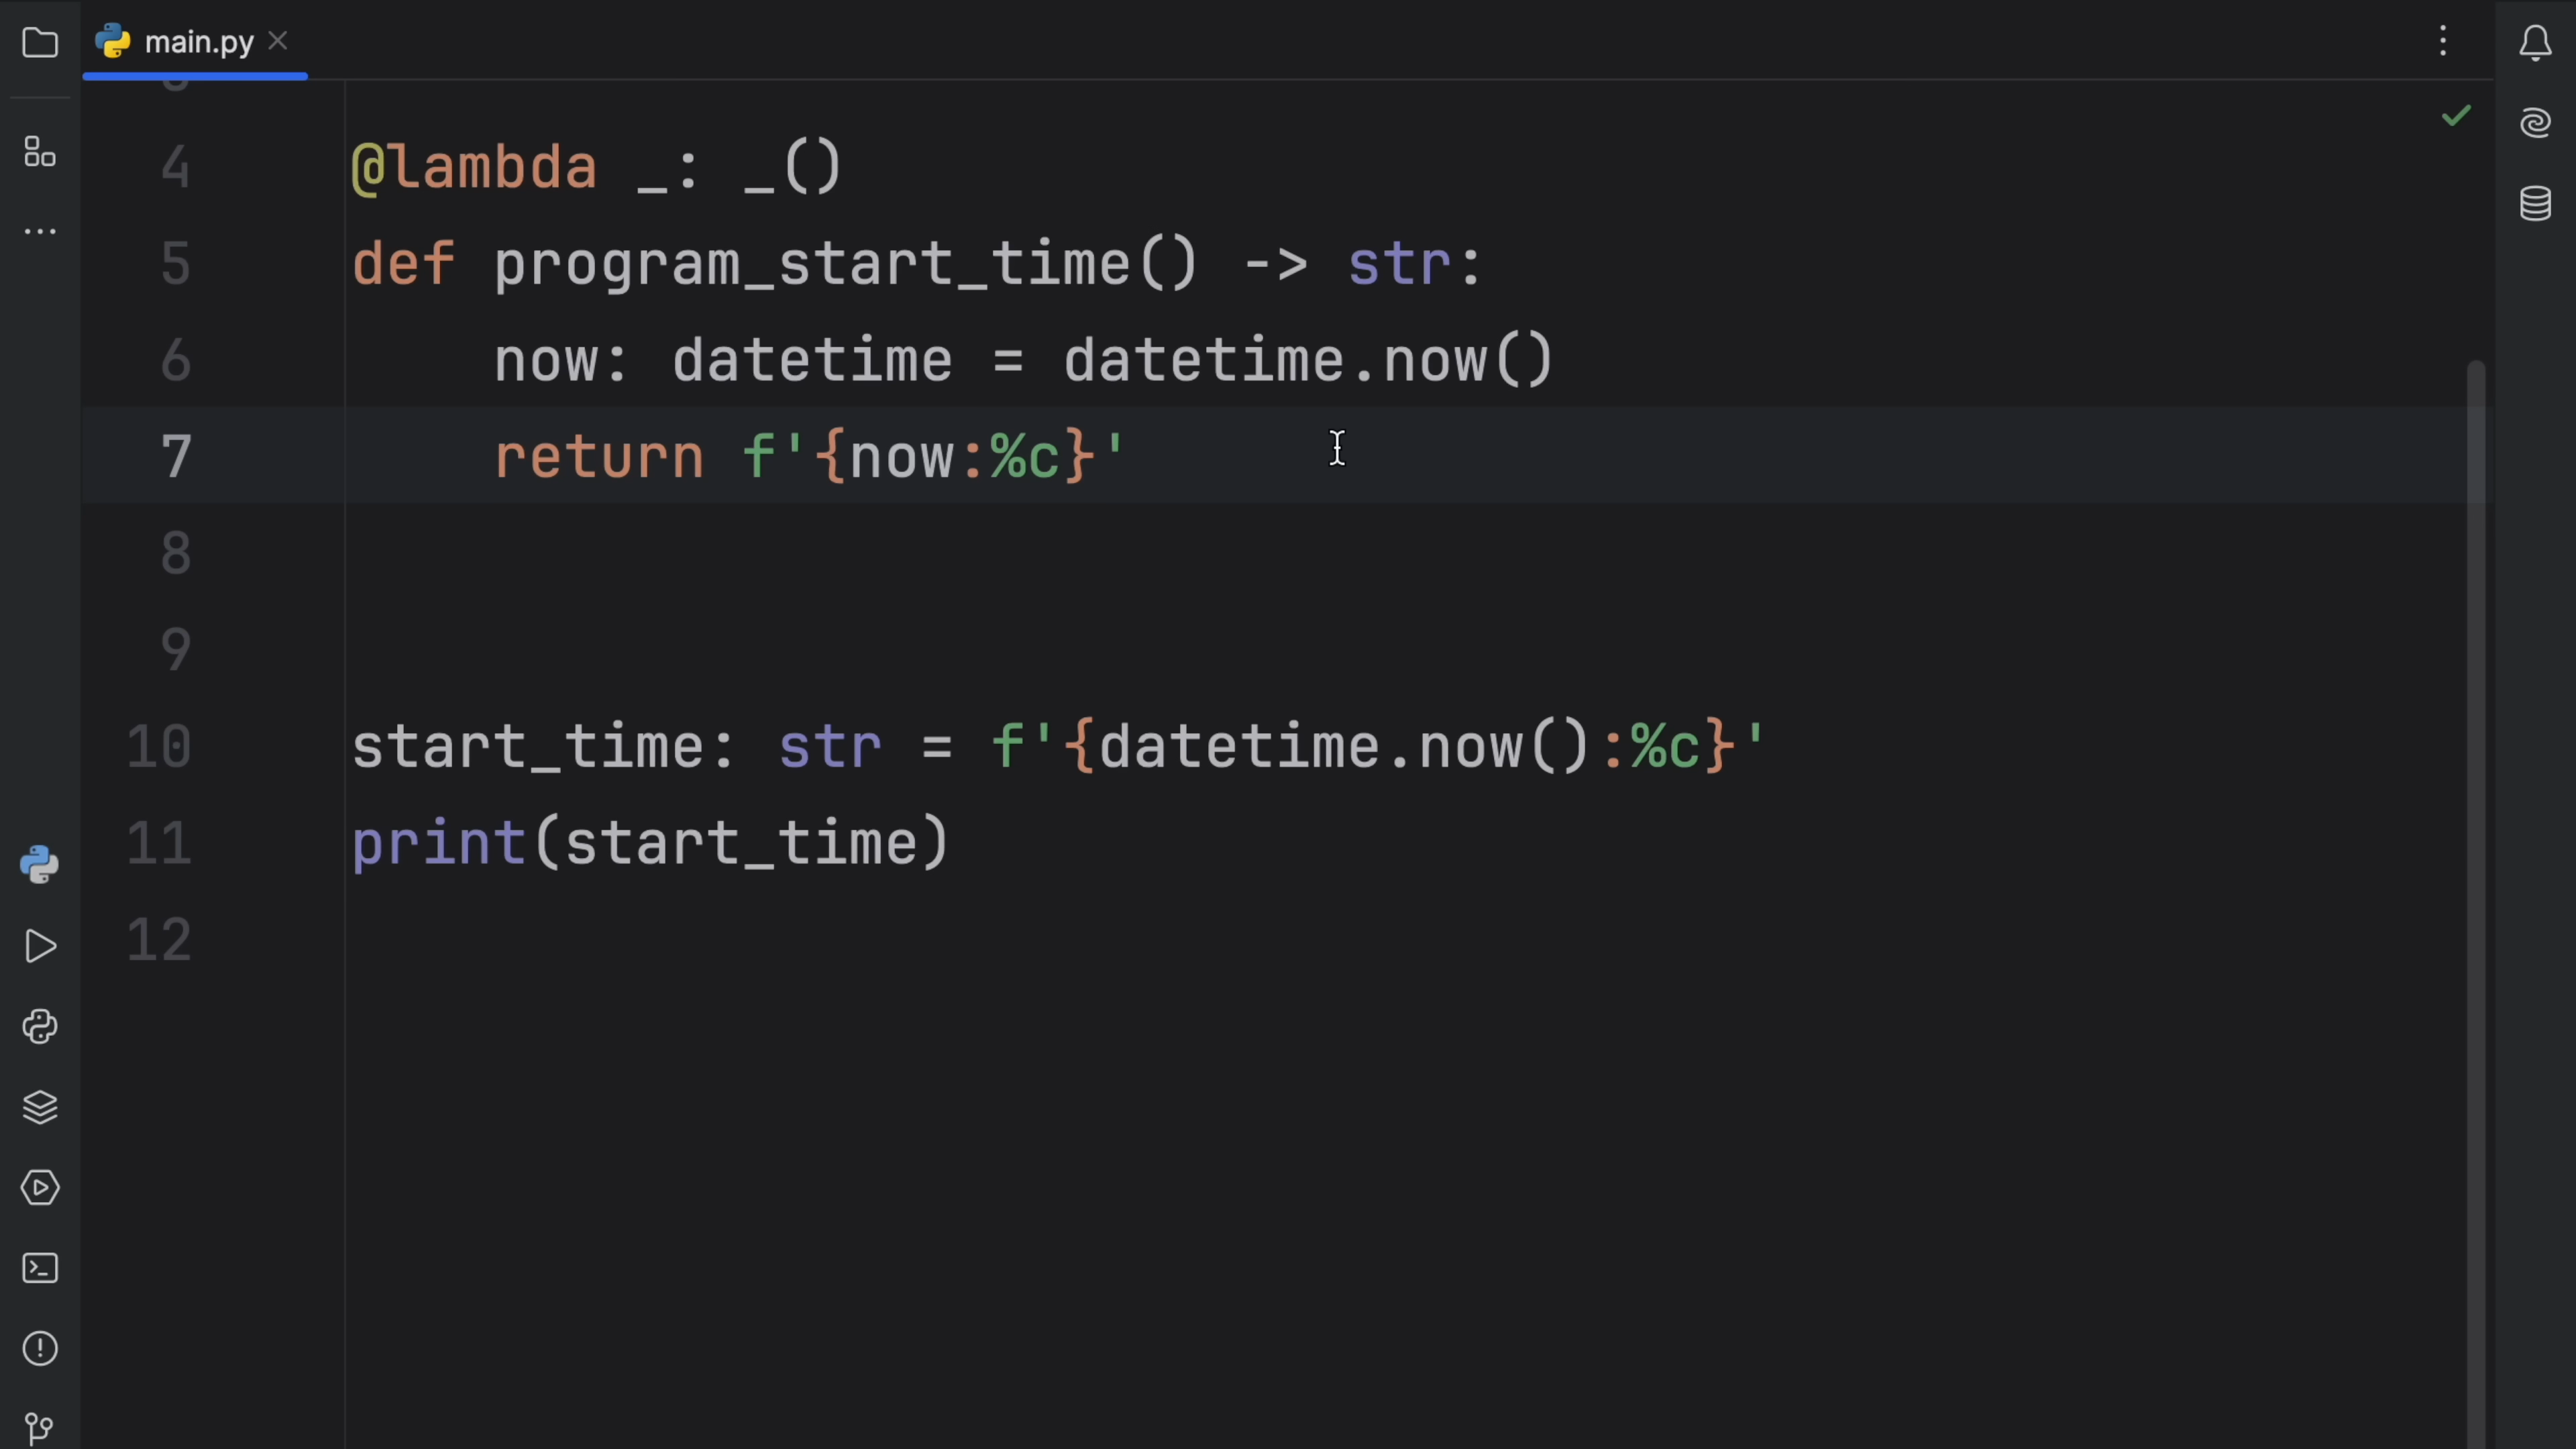 main.py
4 @lambda _: _()
5 def program_start_time() -> str:
6     now: datetime = datetime.now()
7     return f'{now:%c}'
8
9
10 start_time: str = f'{datetime.now():%c}'
11 print(start_time)
12